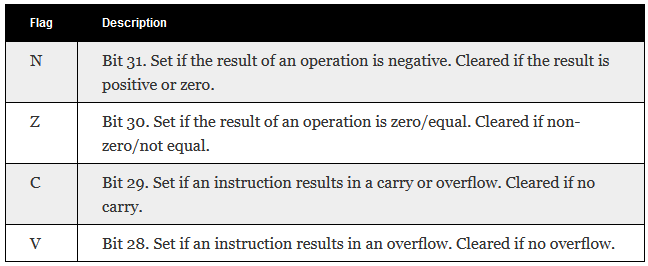 Flag Description
N Bit 31. Set if the result of an operation is negative. Cleared if the result is
positive or zero.
Z Bit 30. Set if the result of an operation is zero/equal. Cleared if non-
zero/not equal.
C Bit 29. Set if an instruction results in a carry or overflow. Cleared if no
carry.
V Bit 28. Set if an instruction results in an overflow. Cleared if no overflow.